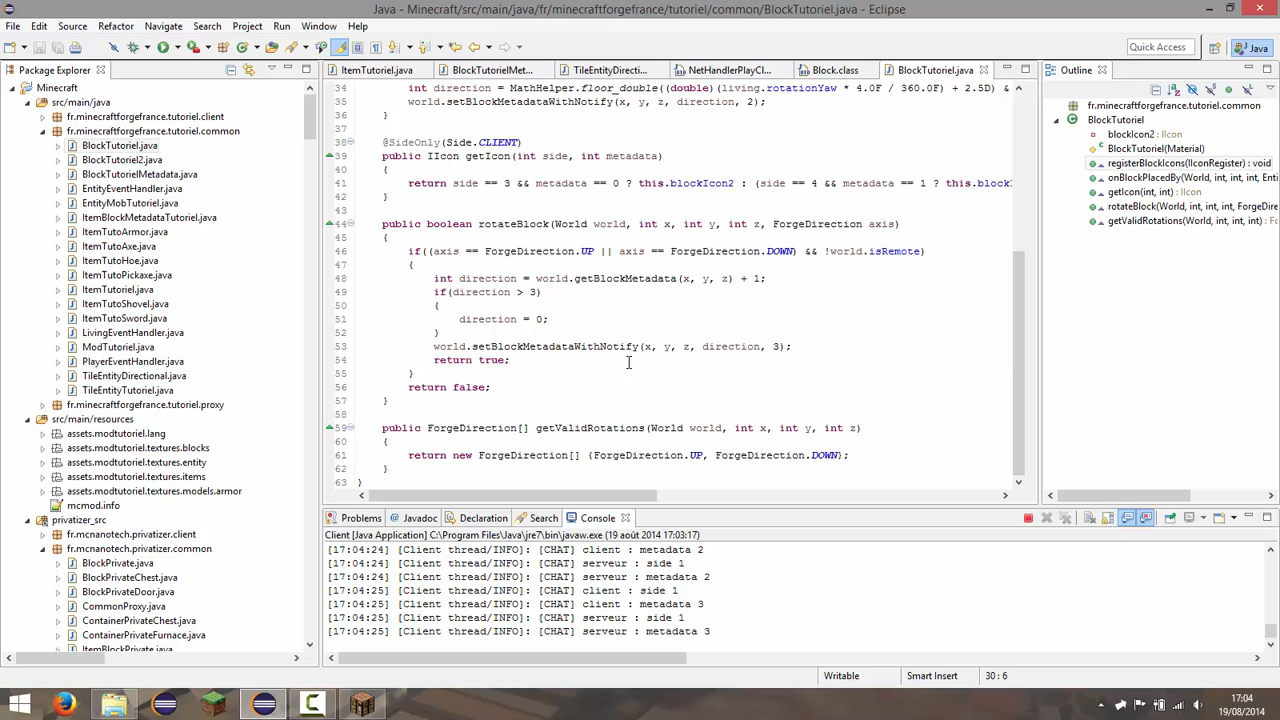 Java - Minecraft/src/main/java/fr/minecraftforgefrance/tutoriel/common/BlockTutoriel.java - Eclipse
File Edit Source Refactor Navigate Search Project Run Window Help
Quick Access Java
Package Explorer
Minecraft
src/main/java
fr.minecraftforgefrance.tutoriel.client
fr.minecraftforgefrance.tutoriel.common
BlockTutoriel.java
BlockTutoriel2.java
BlockTutorielMetadata.java
EntityEventHandler.java
EntityMobTutoriel.java
ItemBlockMetadataTutoriel.java
ItemTutoArmor.java
ItemTutoAxe.java
ItemTutoHoe.java
ItemTutoPickaxe.java
ItemTutoriel.java
ItemTutoShovel.java
ItemTutoSword.java
LivingEventHandler.java
ModTutoriel.java
PlayerEventHandler.java
TileEntityDirectional.java
TileEntityTutoriel.java
fr.minecraftforgefrance.tutoriel.proxy
src/main/resources
assets.modtutoriel.lang
assets.modtutoriel.textures.blocks
assets.modtutoriel.textures.entity
assets.modtutoriel.textures.items
assets.modtutoriel.textures.models.armor
mcmod.info
privatizer_src
fr.mcnanotech.privatizer.client
fr.mcnanotech.privatizer.common
BlockPrivate.java
BlockPrivateChest.java
BlockPrivateDoor.java
CommonProxy.java
ContainerPrivateChest.java
ContainerPrivateFurnace.java
ItemBlockPrivate.java
ItemTutoriel.java BlockTutorielMet... TileEntityDirecti... NetHandlerPlayCl... Block.class BlockTutoriel.java
34 int direction = MathHelper.floor_double((double)(living.rotationYaw * 4.0F / 360.0F) + 2.5D) &
35 world.setBlockMetadataWithNotify(x, y, z, direction, 2);
36 }
37
38 @SideOnly(Side.CLIENT)
39 public IIcon getIcon(int side, int metadata)
40 {
41 return side == 3 && metadata == 0 ? this.blockIcon2 : (side == 4 && metadata == 1 ? this.blockI
42 }
43
44 public boolean rotateBlock(World world, int x, int y, int z, ForgeDirection axis)
45 {
46 if((axis == ForgeDirection.UP || axis == ForgeDirection.DOWN) && !world.isRemote)
47 {
48 int direction = world.getBlockMetadata(x, y, z) + 1;
49 if(direction > 3)
50 {
51 direction = 0;
52 }
53 world.setBlockMetadataWithNotify(x, y, z, direction, 3);
54 return true;
55 }
56 return false;
57 }
58
59 public ForgeDirection[] getValidRotations(World world, int x, int y, int z)
60 {
61 return new ForgeDirection[] {ForgeDirection.UP, ForgeDirection.DOWN};
62 }
63 }
Outline
fr.minecraftforgefrance.tutoriel.common
BlockTutoriel
blockIcon2 : IIcon
BlockTutoriel(Material)
registerBlockIcons(IIconRegister) : void
onBlockPlacedBy(World, int, int, int, Enti
getIcon(int, int) : IIcon
rotateBlock(World, int, int, int, ForgeDire
getValidRotations(World, int, int, int)
Problems Javadoc Declaration Search Console
Client [Java Application] C:\Program Files\Java\jre7\bin\javaw.exe (19 août 2014 17:03:17)
[17:04:24] [Client thread/INFO]: [CHAT] client : metadata 2
[17:04:24] [Client thread/INFO]: [CHAT] serveur : side 1
[17:04:24] [Client thread/INFO]: [CHAT] serveur : metadata 2
[17:04:25] [Client thread/INFO]: [CHAT] client : side 1
[17:04:25] [Client thread/INFO]: [CHAT] client : metadata 3
[17:04:25] [Client thread/INFO]: [CHAT] serveur : side 1
[17:04:25] [Client thread/INFO]: [CHAT] serveur : metadata 3
Writable Smart Insert 30 : 6
17:04
19/08/2014